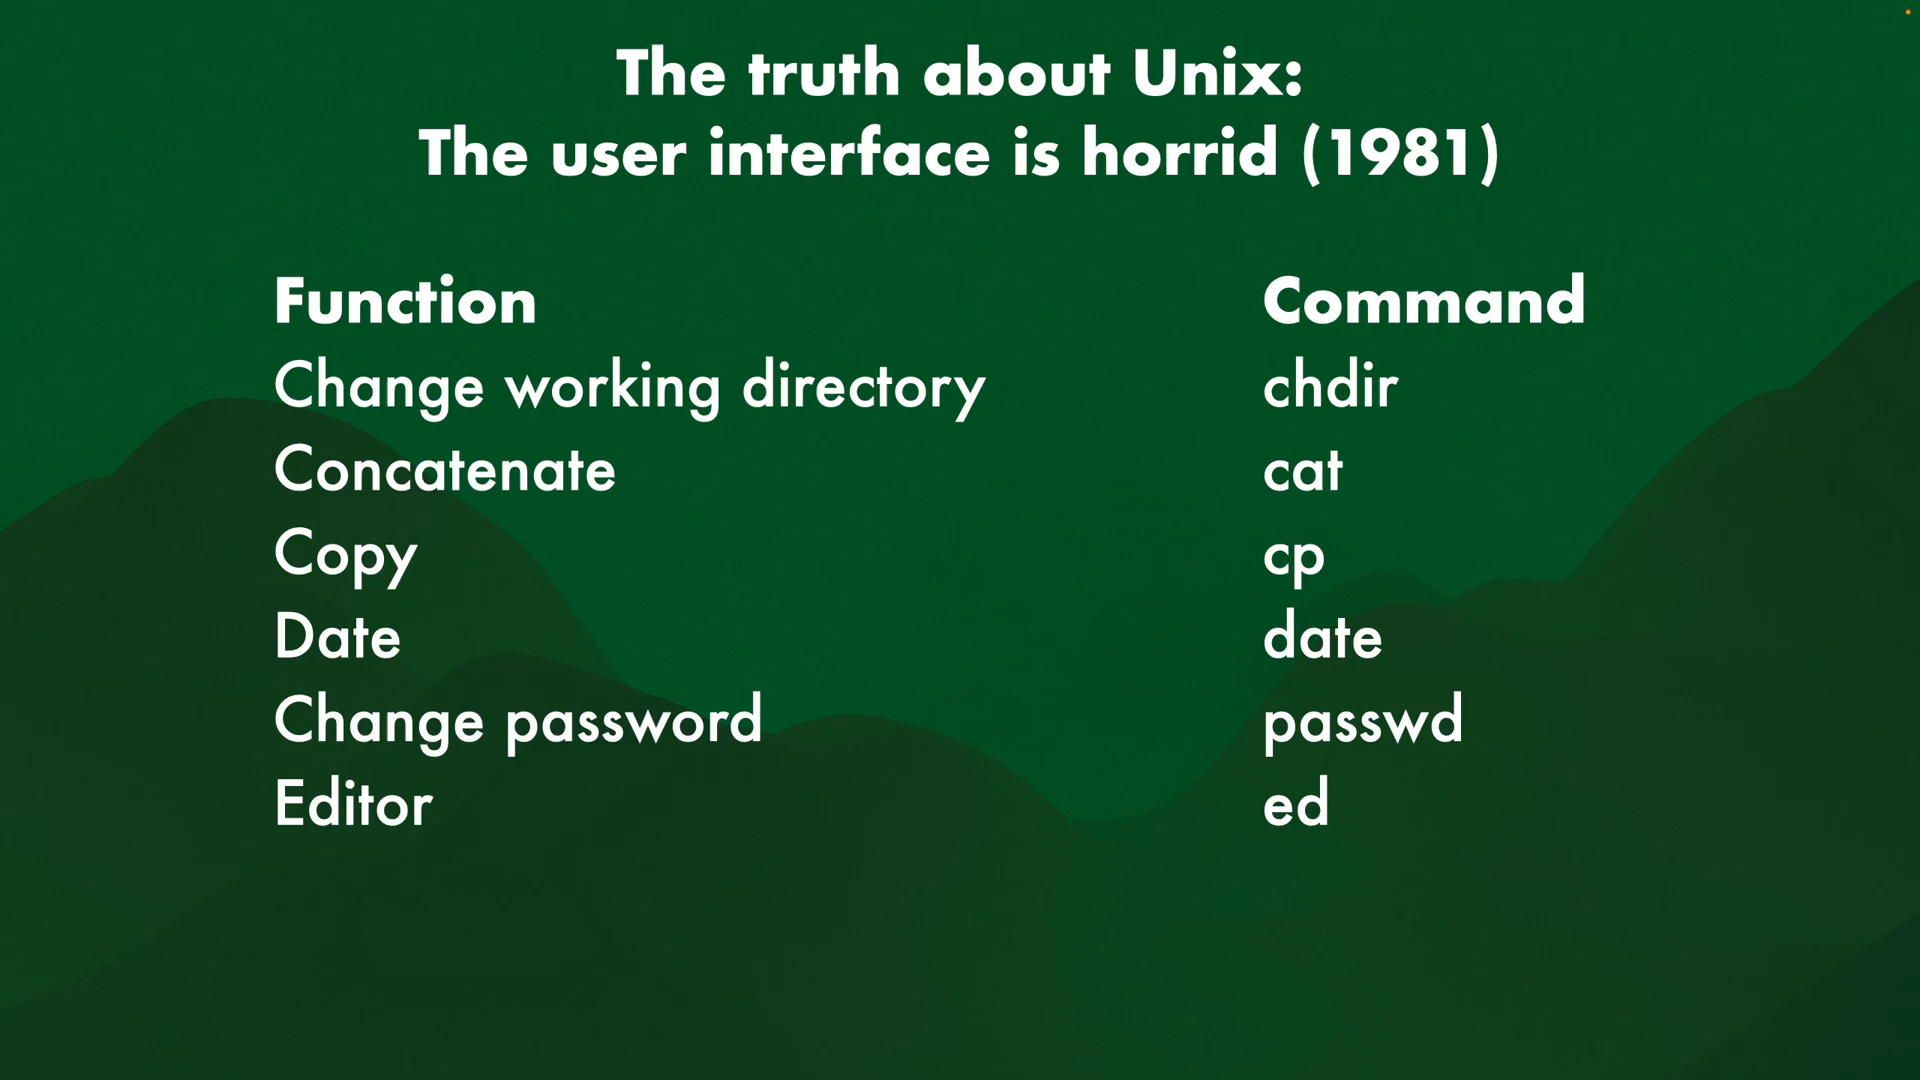 The truth about Unix:
The user interface is horrid (1981)
Function Command
Change working directory chdir
Concatenate cat
Copy cp
Date date
Change password passwd
Editor ed